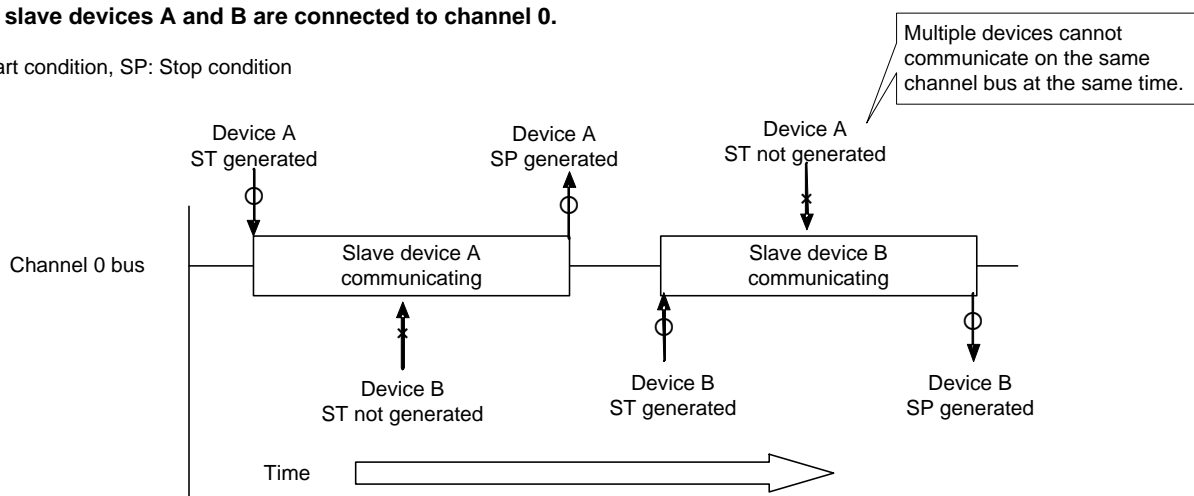 slave devices A and B are connected to channel 0.
art condition, SP: Stop condition
Multiple devices cannot
communicate on the same
channel bus at the same time.
Device A
ST generated
Device A
SP generated
Device A
ST not generated
Channel 0 bus
Slave device A
communicating
Slave device B
communicating
Device B
ST not generated
Device B
ST generated
Device B
SP generated
Time